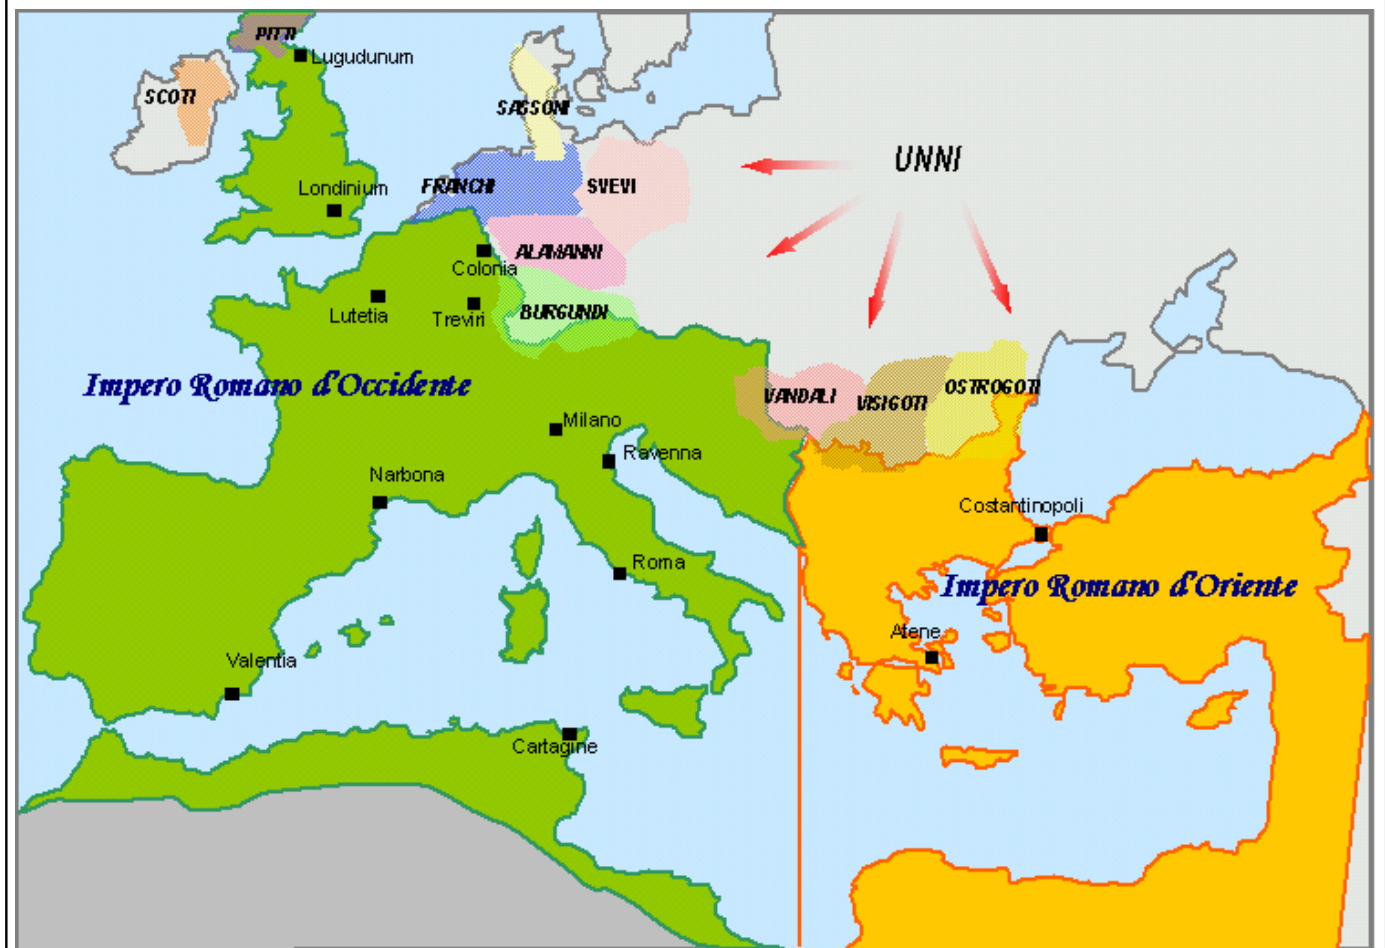 PITTI
Lugudunum
SCOTI
SASSONI
UNNI
Londinium
FRANCHI
SVEVI
ALAMANNI
Colonia
Lutetia
Treviri
BURGUNDI
Impero Romano d'Occidente
VANDALI
VISIGOTI
OSTROGOTI
Milano
Ravenna
Narbona
Costantinopoli
Roma
Impero Romano d'Oriente
Atene
Valentia
Cartagine